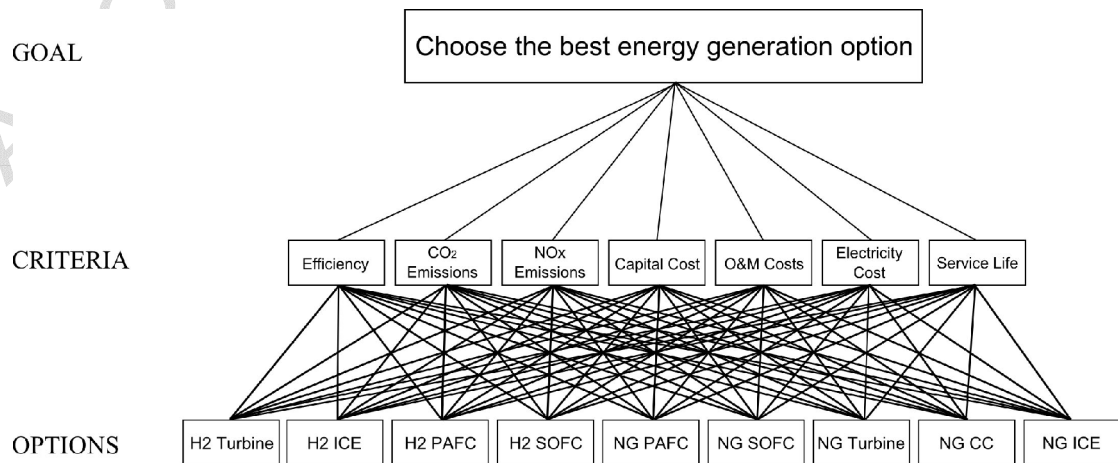 GOAL
Choose the best energy generation option
CRITERIA
Efficiency
CO₂
Emissions
NOx
Emissions
Capital Cost
O&M Costs
Electricity
Cost
Service Life
OPTIONS
H2 Turbine
H2 ICE
H2 PAFC
H2 SOFC
NG PAFC
NG SOFC
NG Turbine
NG CC
NG ICE